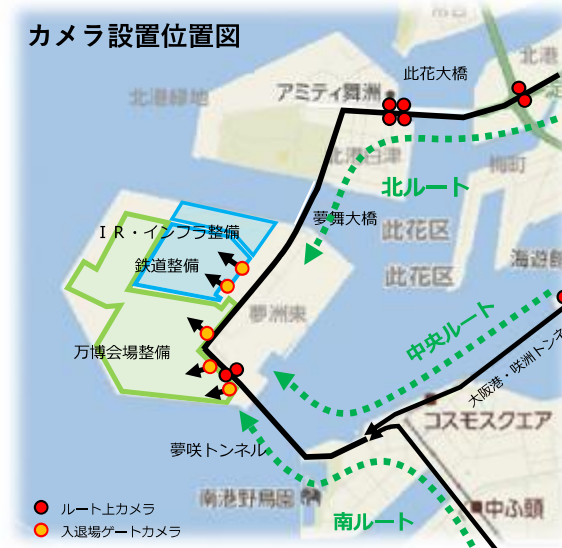 カメラ設置位置図
此花大橋
北港
アミティ舞洲
北港緑地
北港白津
梅町
北ルート
夢舞大橋
此花区
ＩＲ・インフラ整備
海遊館
鉄道整備
此花区
夢洲東
中央ルート
万博会場整備
大阪港・咲洲トンネ
コスモスクエア
夢咲トンネル
南港野鳥園
中ふ頭
南ルート
ルート上カメラ
入退場ゲートカメラ